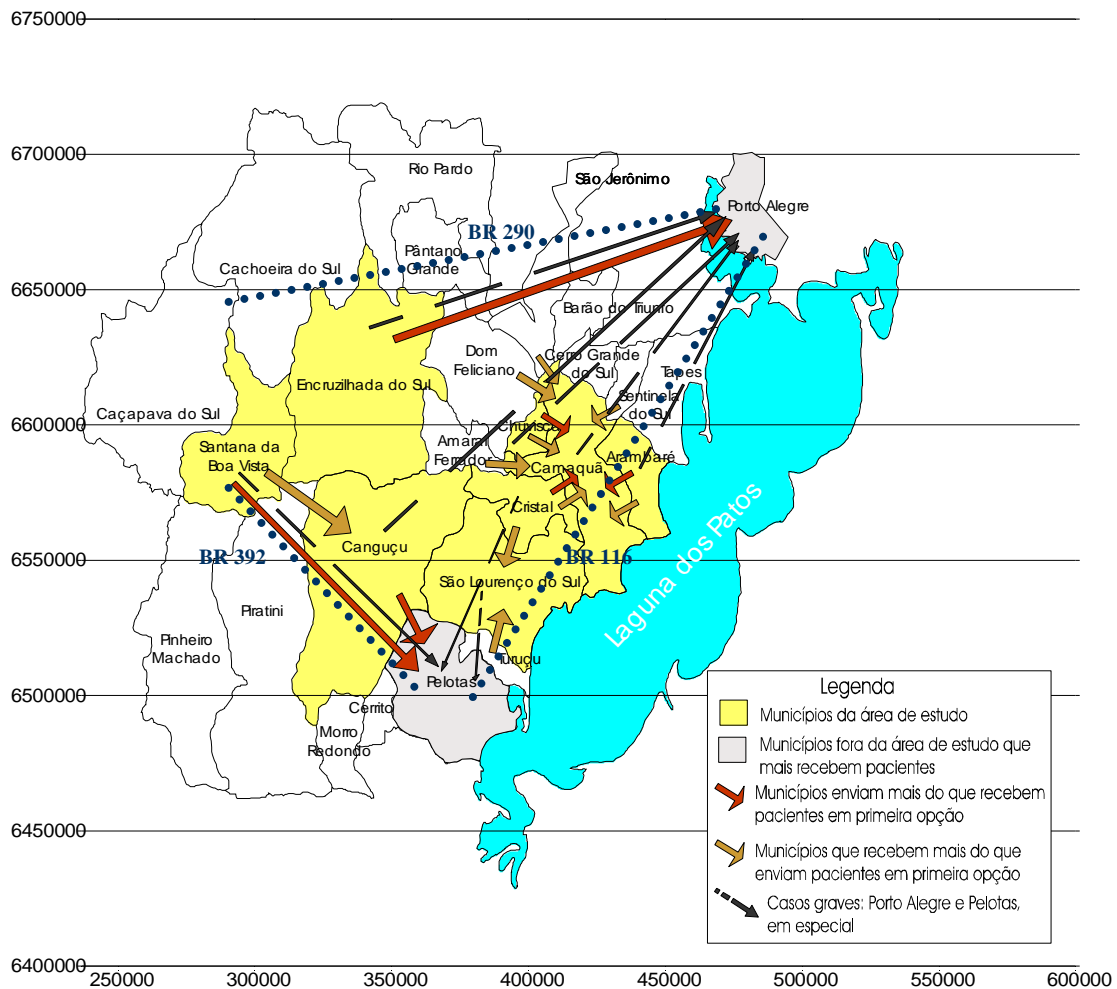 6750000
6700000
6650000
6600000
6550000
6500000
6450000
6400000
250000
300000
350000
400000
450000
500000
550000
600000
Rio Pardo
São Jerônimo
Porto Alegre
BR 290
Pântano
Grande
Cachoeira do Sul
Barão do Triunfo
Dom
Feliciano
Cerro Grande
do Sul
Tapes
Encruzilhada do Sul
Sentinela
do Sul
Caçapava do Sul
Chuvisca
Santana da
Boa Vista
Amaral
Ferrador
Arambaré
Camaquã
Cristal
Canguçu
BR 392
BR 116
São Lourenço do Sul
Laguna dos Patos
Piratini
Pinheiro
Machado
Turuçu
Pelotas
Cerrito
Morro
Redondo
Legenda
Municípios da área de estudo
Municípios fora da área de estudo que
mais recebem pacientes
Municípios enviam mais do que recebem
pacientes em primeira opção
Municípios que recebem mais do que
enviam pacientes em primeira opção
Casos graves: Porto Alegre e Pelotas,
em especial